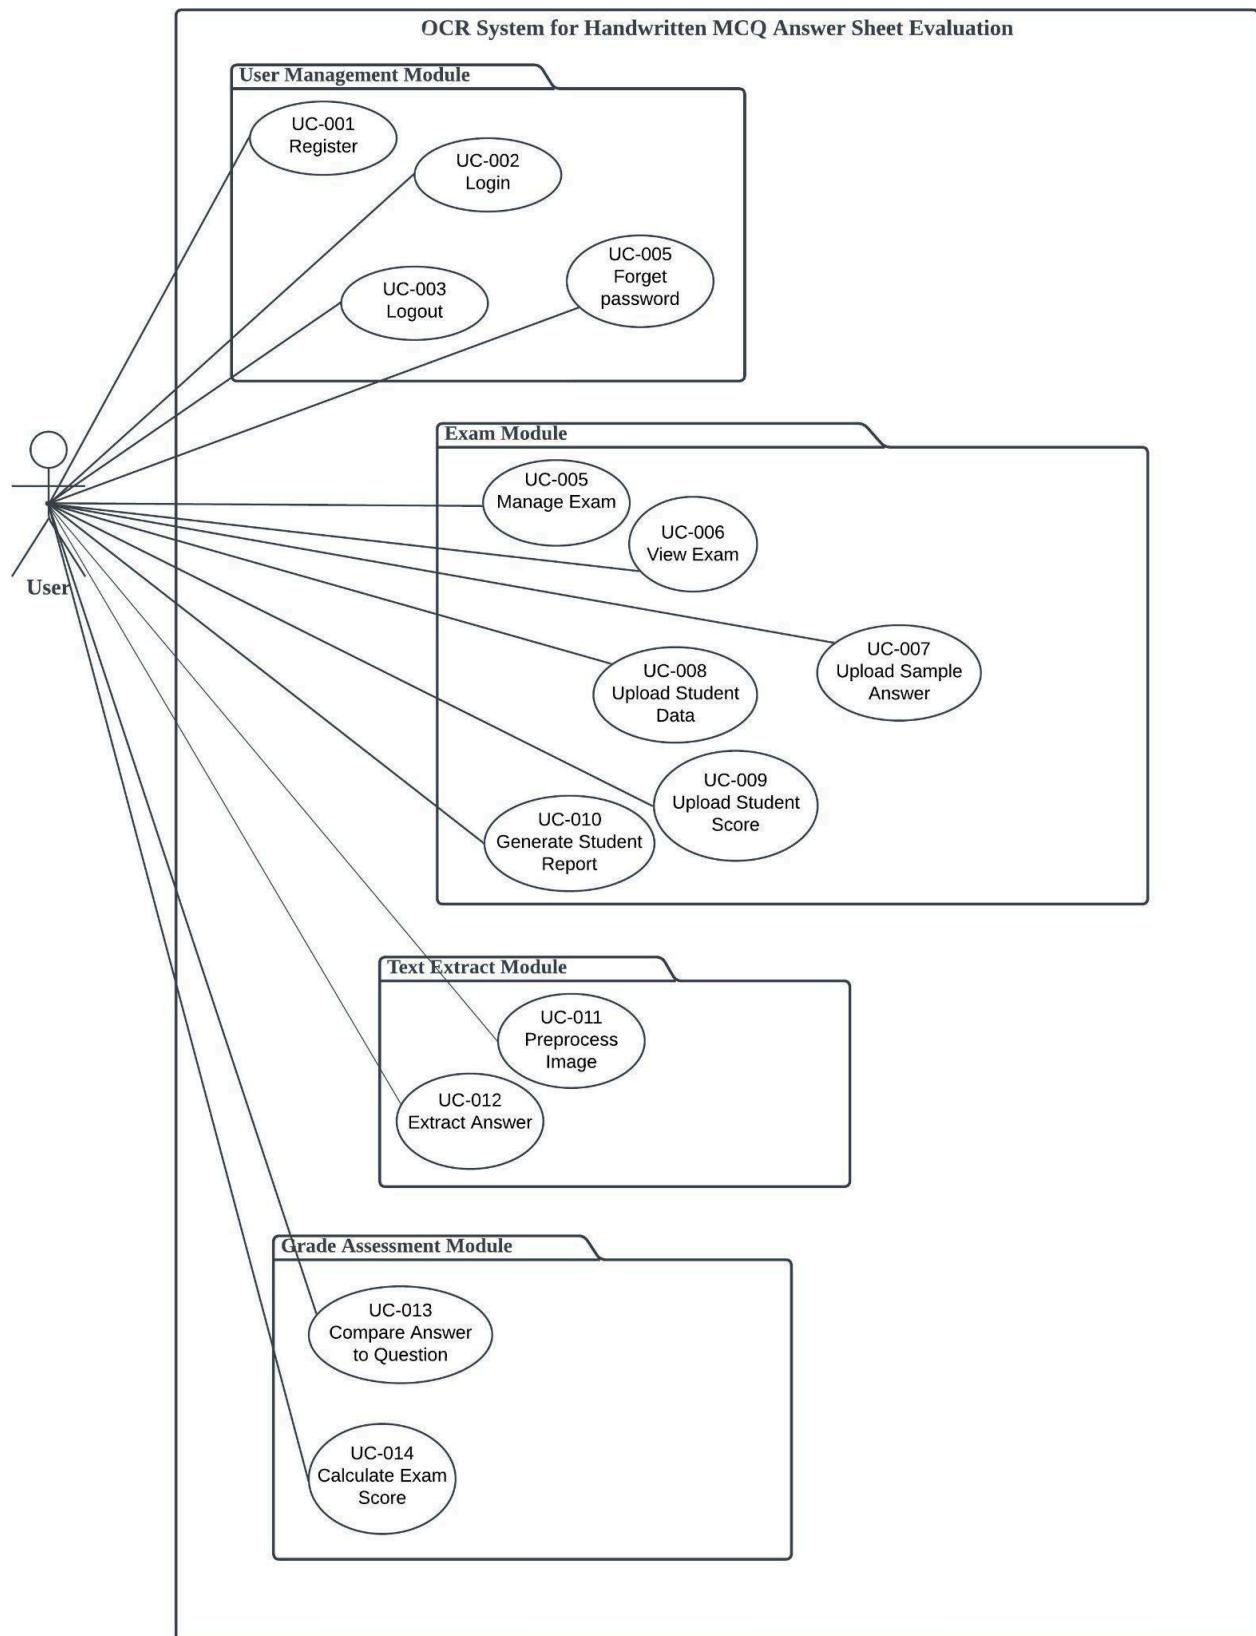 OCR System for Handwritten MCQ Answer Sheet Evaluation
User Management Module
UC-001
Register
UC-002
Login
UC-005
Forget
password
UC-003
Logout
User
Exam Module
UC-005
Manage Exam
UC-006
View Exam
UC-007
Upload Sample
Answer
UC-008
Upload Student
Data
UC-009
Upload Student
Score
UC-010
Generate Student
Report
Text Extract Module
UC-011
Preprocess
Image
UC-012
Extract Answer
Grade Assessment Module
UC-013
Compare Answer
to Question
UC-014
Calculate Exam
Score